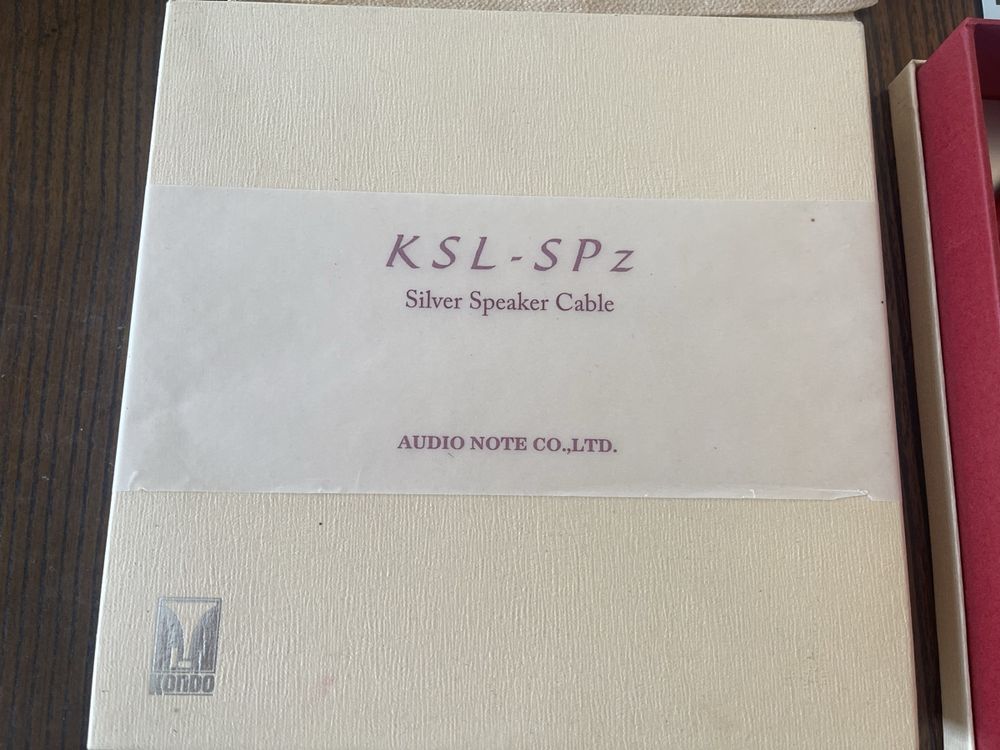 KSL-SPz
Silver Speaker Cable
AUDIO NOTE CO.,LTD.
KONDO